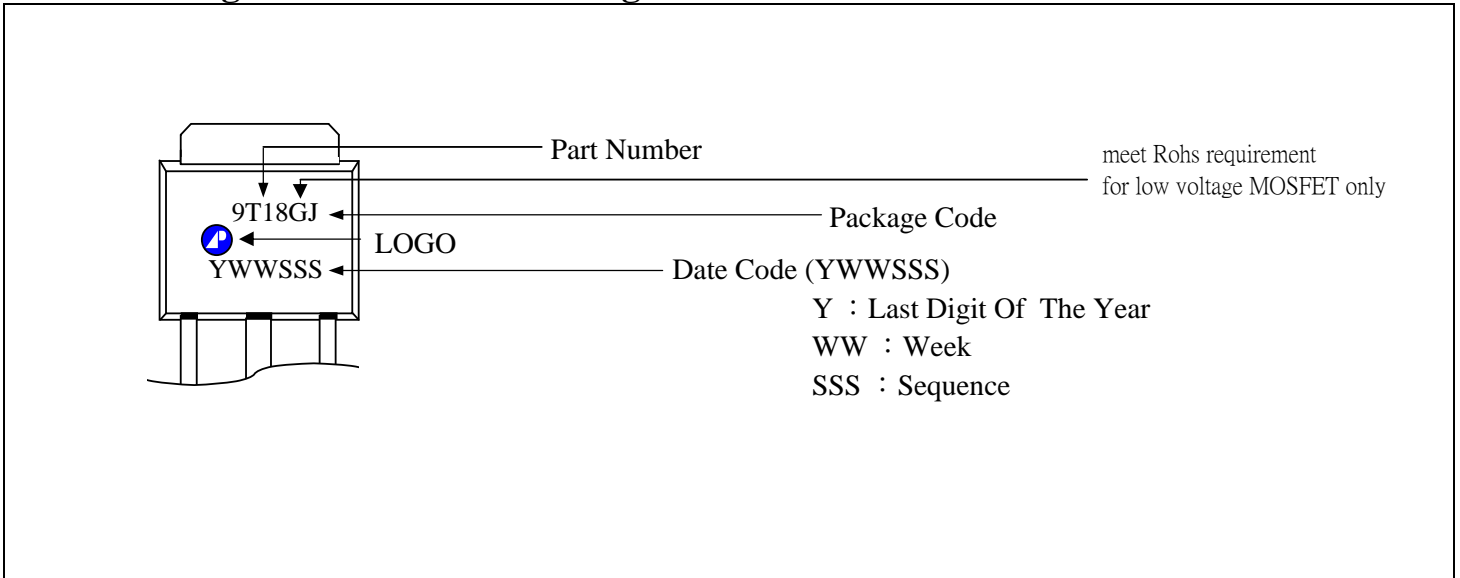 Part Number
meet Rohs requirement
for low voltage MOSFET only
9T18GJ
Package Code
LOGO
YWWSSS
Date Code (YWWSSS)
Y : Last Digit Of The Year
WW : Week
SSS : Sequence